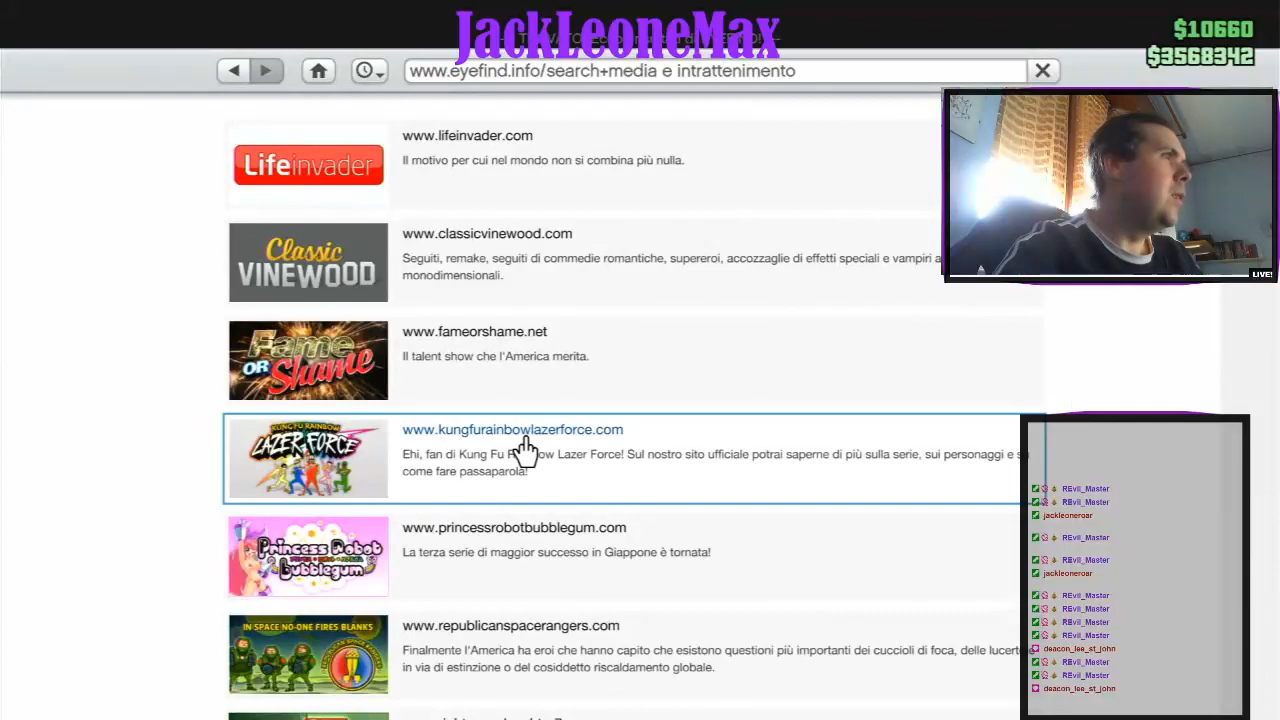 JackLeoneMax
$10660
$3568342
www.eyefind.info/search+media e intrattenimento
Lifeinvader
www.lifeinvader.com
Il motivo per cui nel mondo non si combina più nulla.
Classic
VINEWOOD
www.classicvinewood.com
Seguiti, remake, seguiti di commedie romantiche, supereroi, accozzaglie di effetti speciali e vampiri a
monodimensionali.
LIVE!
Fame
OR Shame
www.fameorshame.net
Il talent show che l'America merita.
KUNG FU RAINBOW
LAZER FORCE
www.kungfurainbowlazerforce.com
Ehi, fan di Kung Fu Lazer Force! Sul nostro sito ufficiale potrai saperne di più sulla serie, sui personaggi e
come fare passaparola!
Princess Robot
Bubblegum
www.princessrobotbubblegum.com
La terza serie di maggior successo in Giappone è tornata!
IN SPACE NO-ONE FIRES BLANKS
www.republicanspacerangers.com
Finalmente l'America ha eroi che hanno capito che esistono questioni più importanti dei cuccioli di foca, delle
in via di estinzione o del cosiddetto riscaldamento globale.
REvil_Master
REvil_Master
jackleoneroar
REvil_Master
REvil_Master
jackleoneroar
REvil_Master
REvil_Master
REvil_Master
REvil_Master
deacon_lee_st_john
REvil_Master
REvil_Master
deacon_lee_st_john